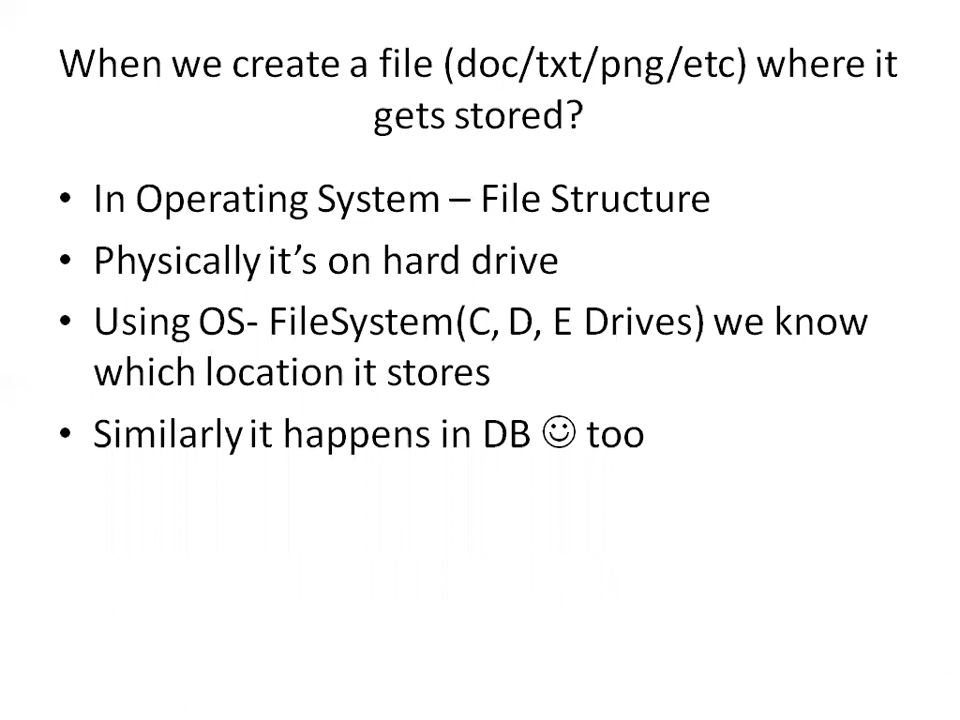 When we create a file (doc/txt/png/etc) where it
gets stored?
• In Operating System – File Structure
• Physically it’s on hard drive
• Using OS- FileSystem(C, D, E Drives) we know
which location it stores
• Similarly it happens in DB ☺ too